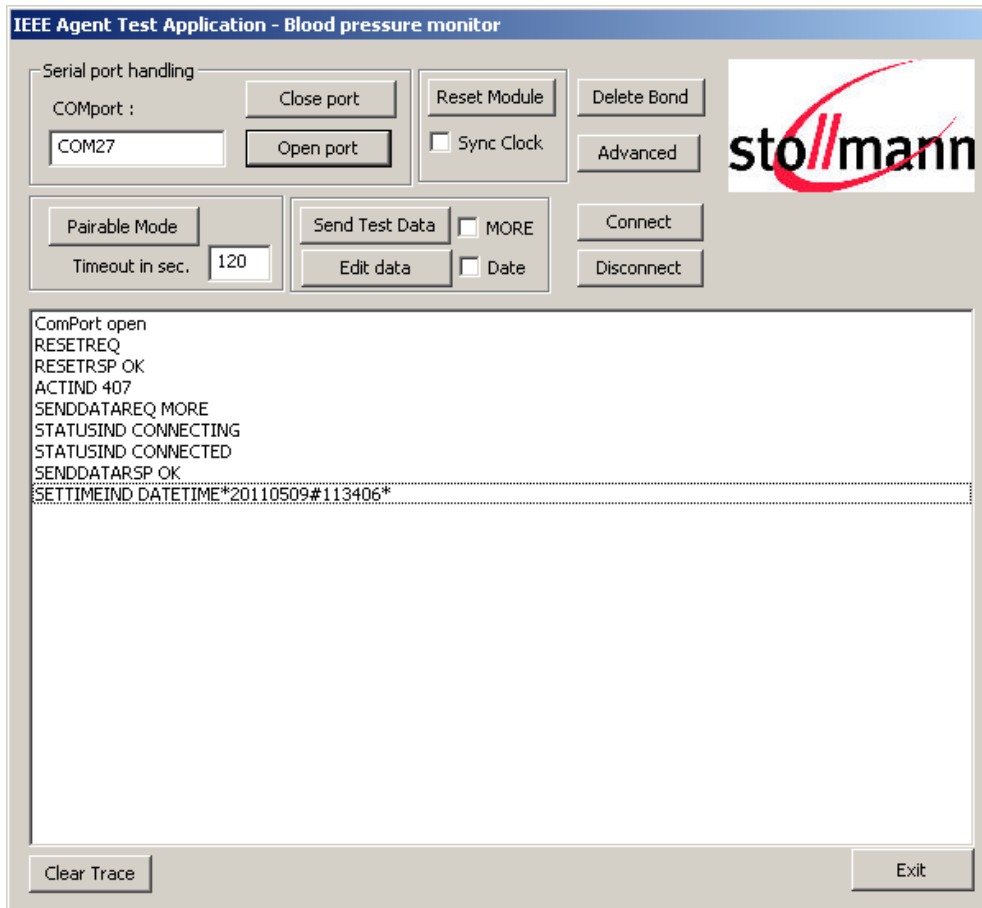 IEEE Agent Test Application - Blood pressure monitor
Serial port handling
COMport :
Close port
COM27
Open port
Reset Module
Sync Clock
Delete Bond
Advanced
stollmann
Pairable Mode
Timeout in sec.
120
Send Test Data
MORE
Edit data
Date
Connect
Disconnect
ComPort open
RESETREQ
RESETRSP OK
ACTIND 407
SENDDATAREQ MORE
STATUSIND CONNECTING
STATUSIND CONNECTED
SENDDATARSP OK
SETTIMEIND DATETIME*20110509#113406*
Clear Trace
Exit